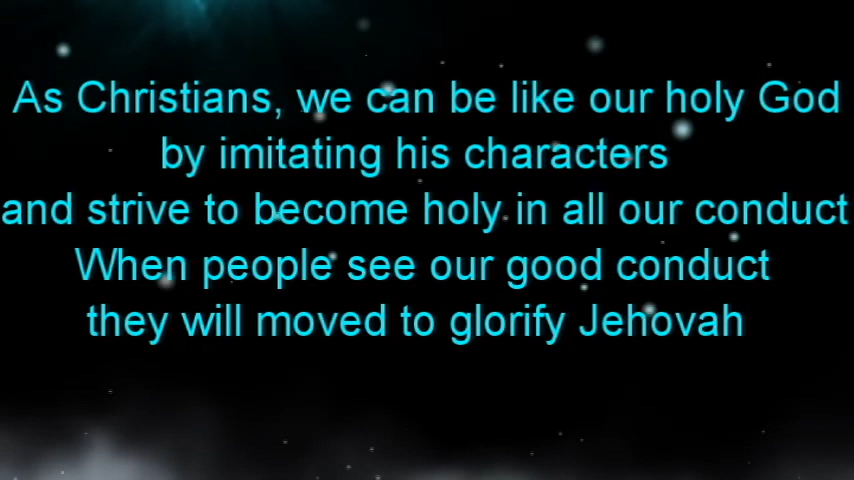 As Christians, we can be like our holy God
by imitating his characters
and strive to become holy in all our conduct
When people see our good conduct
they will moved to glorify Jehovah